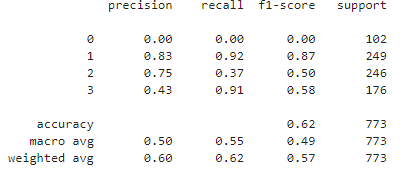 precision recall f1-score support
0 0.00 0.00 0.00 102
1 0.83 0.92 0.87 249
2 0.75 0.37 0.50 246
3 0.43 0.91 0.58 176
accuracy 0.62 773
macro avg 0.50 0.55 0.49 773
weighted avg 0.60 0.62 0.57 773